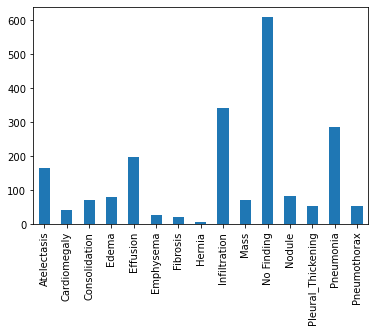 600
500
400
300
200
100
0
Atelectasis
Cardiomegaly
Consolidation
Edema
Effusion
Emphysema
Fibrosis
Hernia
Infiltration
Mass
No Finding
Nodule
Pleural_Thickening
Pneumonia
Pneumothorax